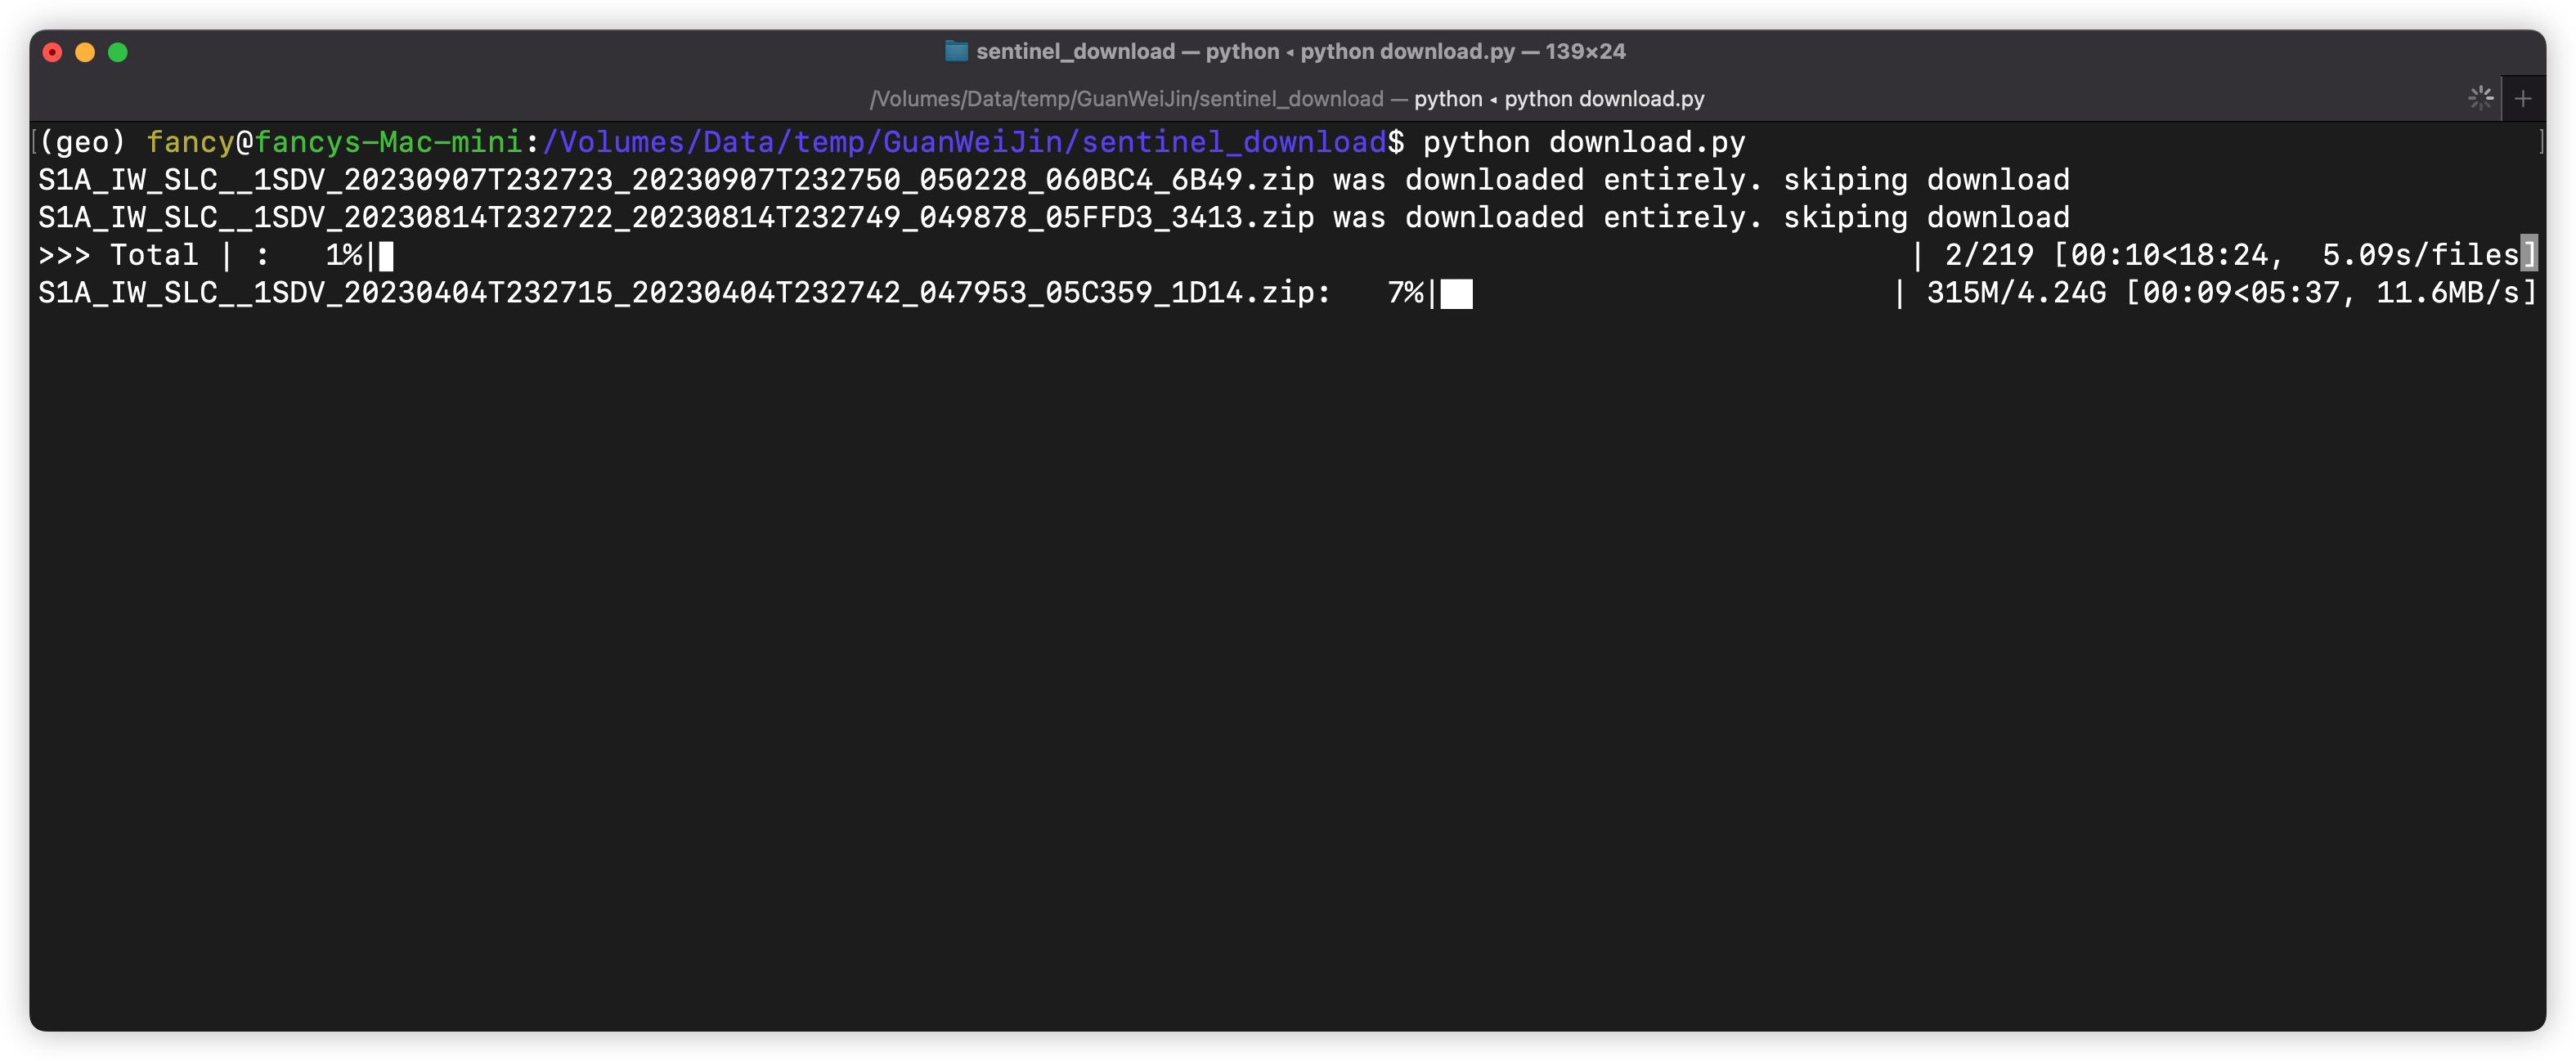 sentinel_download — python ◂ python download.py — 139×24
/Volumes/Data/temp/GuanWeiJin/sentinel_download — python ◂ python download.py
[(geo) fancy@fancys-Mac-mini:/Volumes/Data/temp/GuanWeiJin/sentinel_download$ python download.py ]
S1A_IW_SLC__1SDV_20230907T232723_20230907T232750_050228_060BC4_6B49.zip was downloaded entirely. skiping download
S1A_IW_SLC__1SDV_20230814T232722_20230814T232749_049878_05FFD3_3413.zip was downloaded entirely. skiping download
>>> Total | :   1%|█ | 2/219 [00:10<18:24,  5.09s/files]
S1A_IW_SLC__1SDV_20230404T232715_20230404T232742_047953_05C359_1D14.zip:   7%|██ | 315M/4.24G [00:09<05:37, 11.6MB/s]